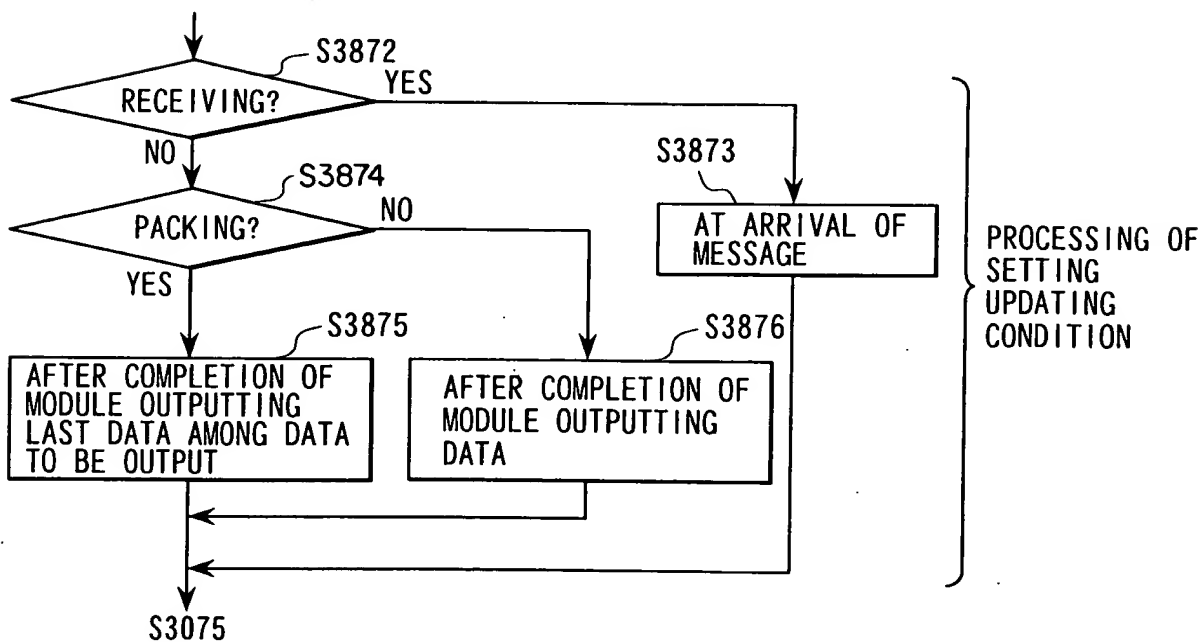 S3872
RECEIVING?
YES
NO
S3873
S3874
PACKING?
NO
AT ARRIVAL OF
MESSAGE
YES
PROCESSING OF
SETTING
UPDATING
CONDITION
S3875
S3876
AFTER COMPLETION OF
MODULE OUTPUTTING
LAST DATA AMONG DATA
TO BE OUTPUT
AFTER COMPLETION OF
MODULE OUTPUTTING
DATA
S3075